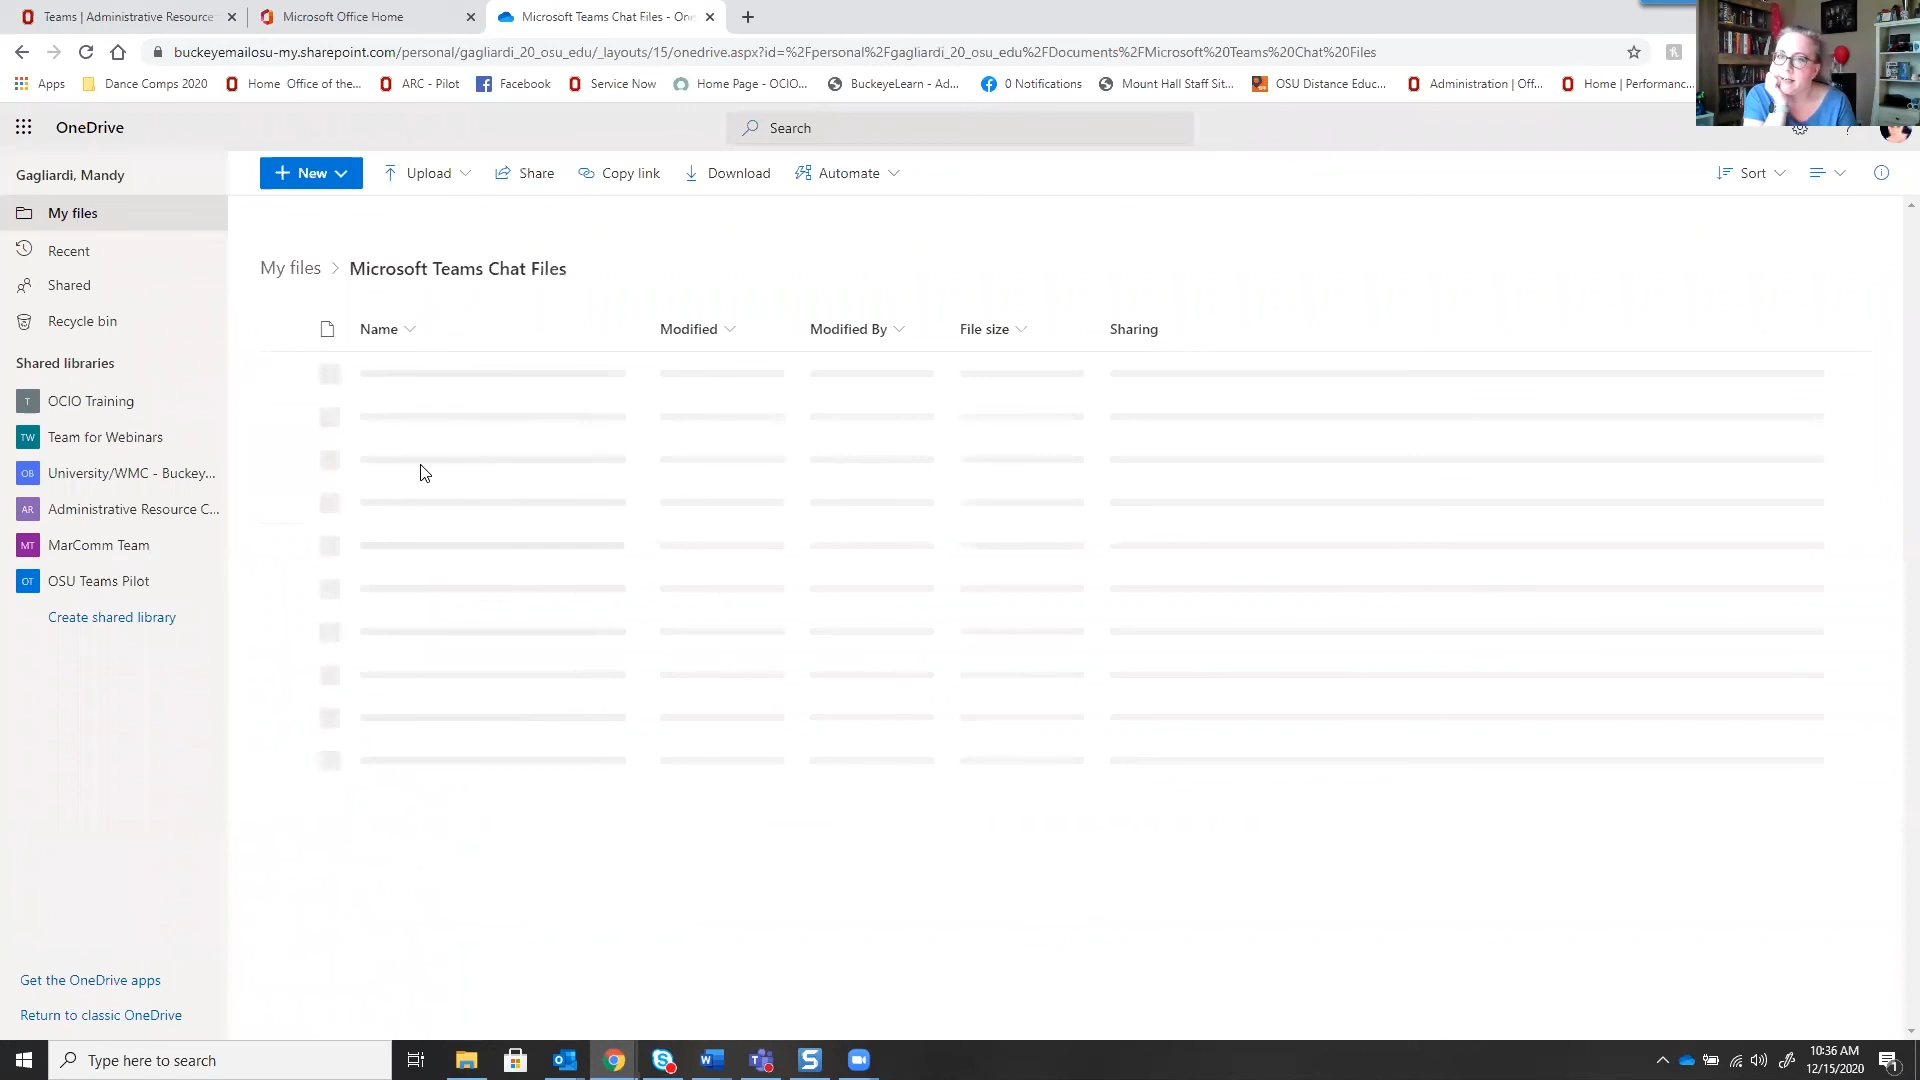 Teams | Administrative Resource
Microsoft Office Home
Microsoft Teams Chat Files - One
buckeyemailosu-my.sharepoint.com/personal/gagliardi_20_osu_edu/_layouts/15/onedrive.aspx?id=%2Fpersonal%2Fgagliardi_20_osu_edu%2FDocuments%2FMicrosoft%20Teams%20Chat%20Files
Apps
Dance Comps 2020
Home Office of the...
ARC - Pilot
Facebook
Service Now
Home Page - OCIO...
BuckeyeLearn - Ad...
0 Notifications
Mount Hall Staff Sit...
OSU Distance Educ...
Administration | Off...
Home | Performanc...
OneDrive
Search
Gagliardi, Mandy
New
Upload
Share
Copy link
Download
Automate
Sort
My files
Recent
Shared
Recycle bin
Shared libraries
T OCIO Training
TW Team for Webinars
OB University/WMC - Buckey...
AR Administrative Resource C...
MT MarComm Team
OT OSU Teams Pilot
Create shared library
My files > Microsoft Teams Chat Files
Name
Modified
Modified By
File size
Sharing
Get the OneDrive apps
Return to classic OneDrive
Type here to search
10:36 AM
12/15/2020
1